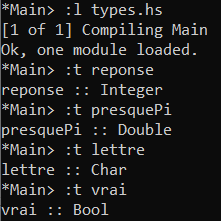 *Main> :l types.hs
[1 of 1] Compiling Main
Ok, one module loaded.
*Main> :t reponse
reponse :: Integer
*Main> :t presquePi
presquePi :: Double
*Main> :t lettre
lettre :: Char
*Main> :t vrai
vrai :: Bool